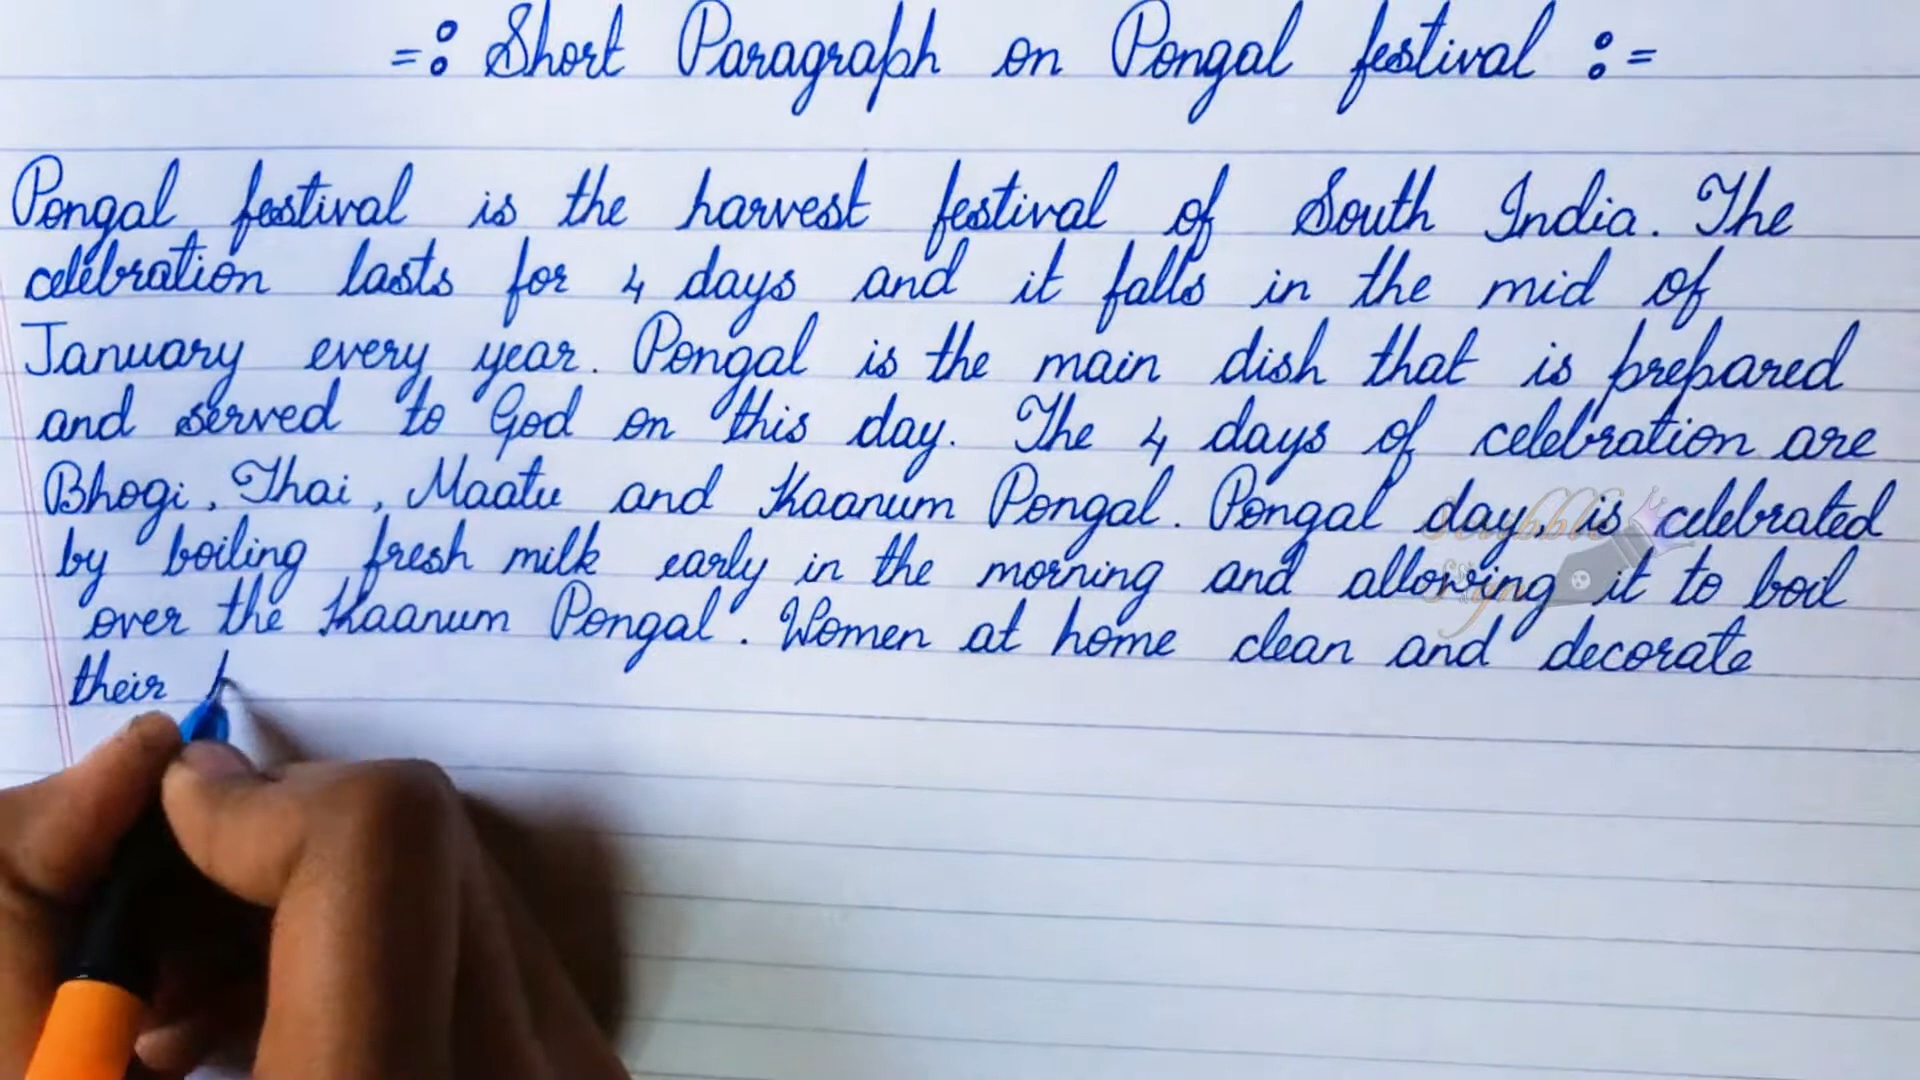 =: Short Paragraph on Pongal festival :=
Pongal festival is the harvest festival of South India. The
celebration lasts for 4 days and it falls in the mid of
January every year. Pongal is the main dish that is prepared
and served to God on this day. The 4 days of celebration are
Bhogi, Thai, Maatu and Kaanum Pongal. Pongal day is celebrated
by boiling fresh milk early in the morning and allowing it to boil
over the Kaanum Pongal. Women at home clean and decorate
their